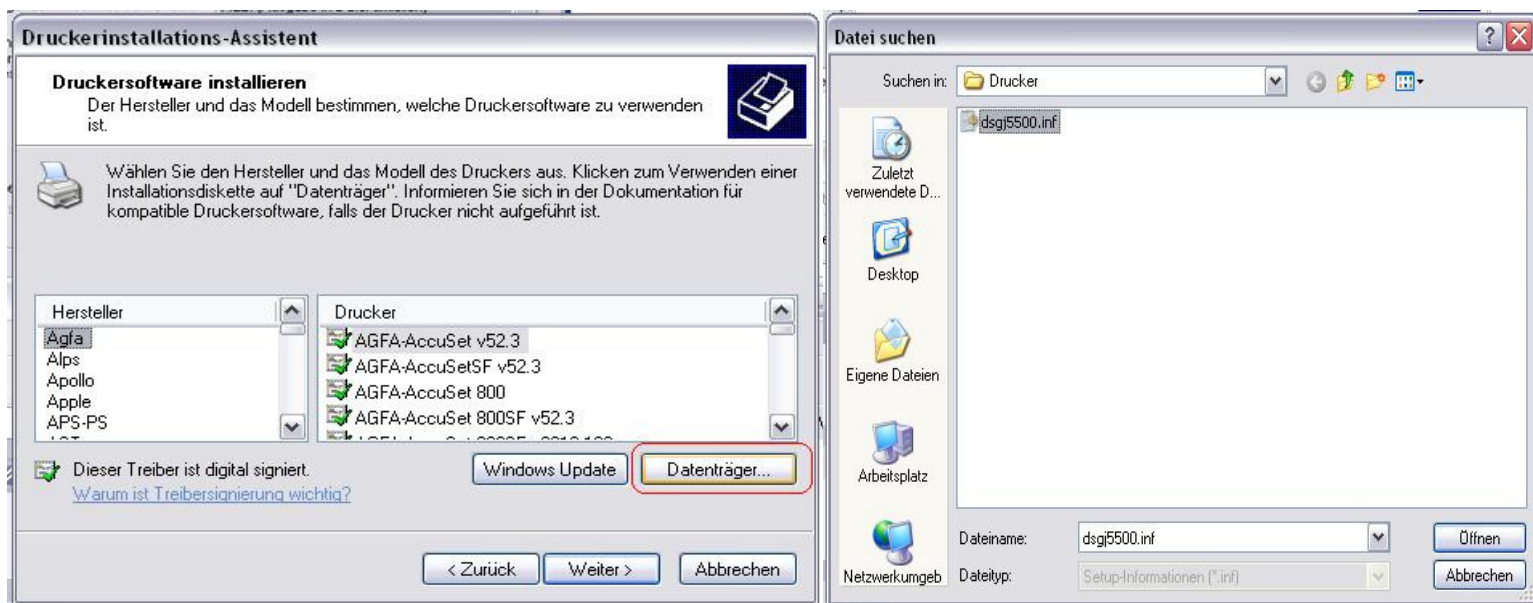 Druckerinstallations-Assistent
Druckersoftware installieren
Der Hersteller und das Modell bestimmen, welche Druckersoftware zu verwenden
ist.
Wählen Sie den Hersteller und das Modell des Druckers aus. Klicken zum Verwenden einer
Installationsdiskette auf "Datenträger". Informieren Sie sich in der Dokumentation für
kompatible Druckersoftware, falls der Drucker nicht aufgeführt ist.
Hersteller
Agfa
Alps
Apollo
Apple
APS-PS
Drucker
AGFA-AccuSet v52.3
AGFA-AccuSetSF v52.3
AGFA-AccuSet 800
AGFA-AccuSet 800SF v52.3
Dieser Treiber ist digital signiert.
Warum ist Treibersignierung wichtig?
Windows Update
Datenträger...
< Zurück
Weiter >
Abbrechen
Datei suchen
Suchen in:
Drucker
dsgj5500.inf
Zuletzt
verwendete D...
Desktop
Eigene Dateien
Arbeitsplatz
Netzwerkumgeb
Dateiname:
dsgj5500.inf
Öffnen
Dateityp:
Setup-Informationen (*.inf)
Abbrechen